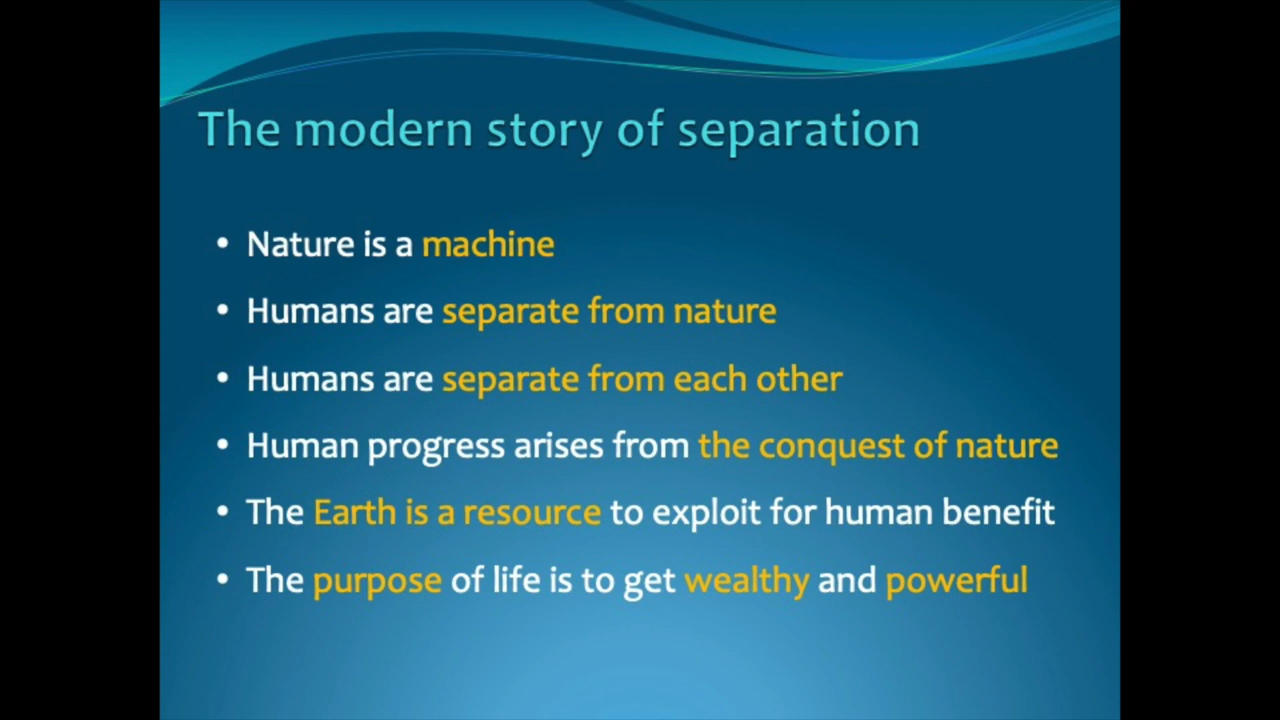 The modern story of separation
• Nature is a machine
• Humans are separate from nature
• Humans are separate from each other
• Human progress arises from the conquest of nature
• The Earth is a resource to exploit for human benefit
• The purpose of life is to get wealthy and powerful